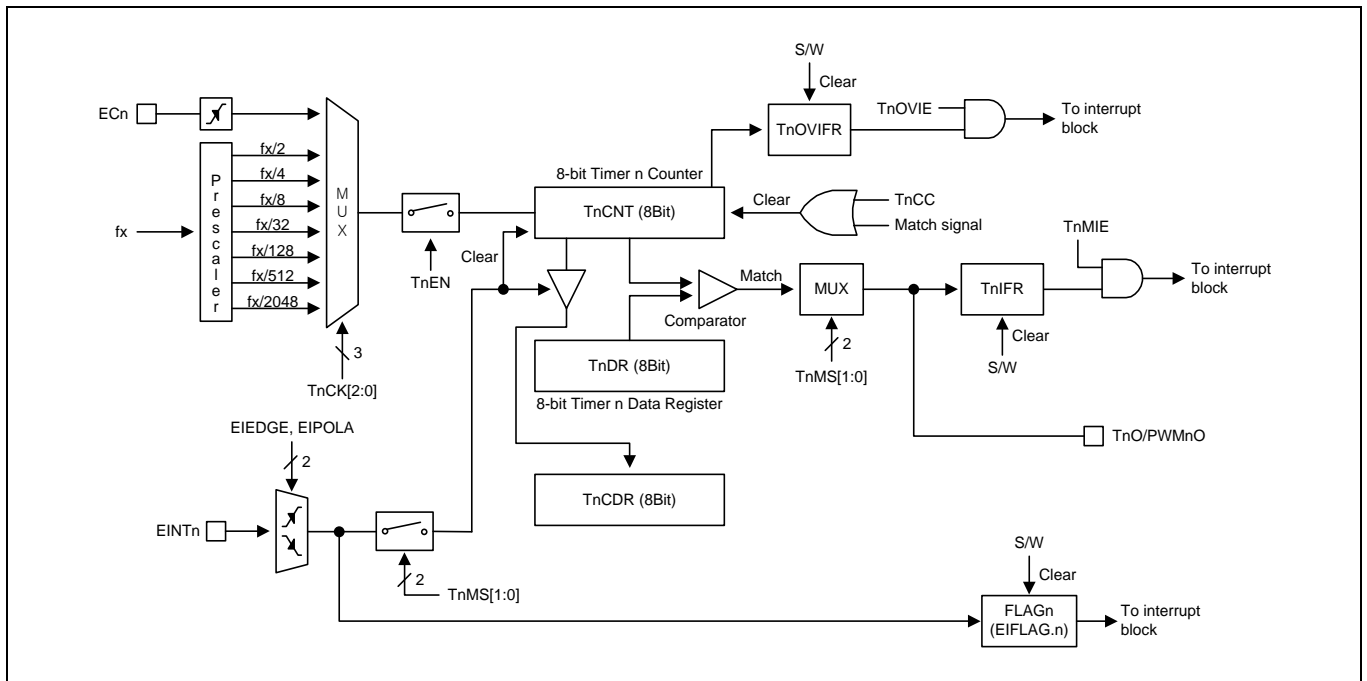 S/W
Clear
ECn
TnOVIFR
TnOVIE
To interrupt
block
fx
Prescaler
fx/2
fx/4
fx/8
fx/32
fx/128
fx/512
fx/2048
MUX
3
TnCK[2:0]
TnEN
8-bit Timer n Counter
TnCNT (8Bit)
Clear
TnCC
Match signal
Clear
Match
Comparator
MUX
2
TnMS[1:0]
TnIFR
Clear
S/W
TnMIE
To interrupt
block
TnDR (8Bit)
8-bit Timer n Data Register
TnO/PWMnO
TnCDR (8Bit)
EIEDGE, EIPOLA
2
EINTn
2
TnMS[1:0]
S/W
Clear
FLAGn
(EIFLAG.n)
To interrupt
block